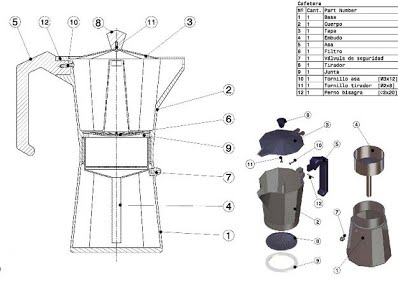 Cafetera
Nº Cant. Part Number
1 1 Base
2 1 Cuerpo
3 1 Tapa
4 1 Embudo
5 1 Asa
6 1 Filtro
7 1 Válvula de seguridad
8 1 Tirador
9 1 Junta
10 1 Tornillo asa (M3x12)
11 1 Tornillo tirador (M2x8)
12 1 Perno bisagra (∅3x20)
8 11 3
5 12 10
2
6
9
7
4
1
8
3
4
10
5
11
12
7
2
6
9
1